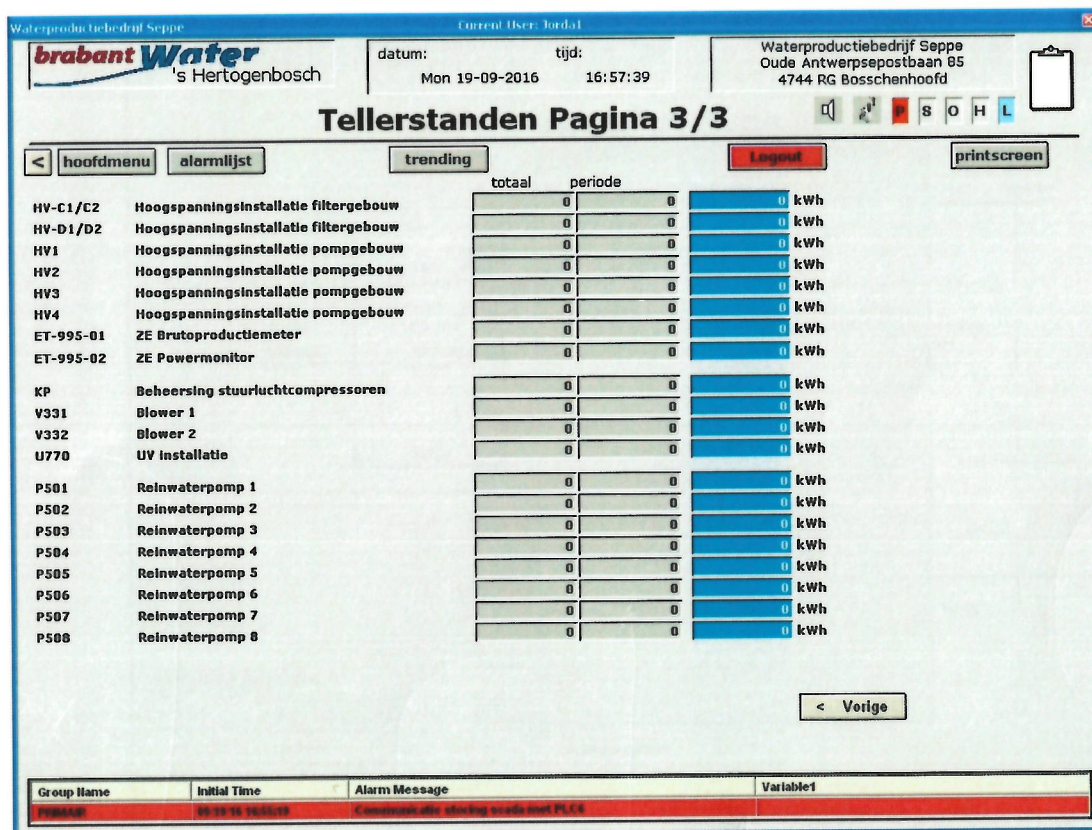 Waterproductiebedrijf Seppe Current User: Jorda1
brabant Water
's Hertogenbosch
datum: tijd:
Mon 19-09-2016 16:57:39
Waterproductiebedrijf Seppe
Oude Antwerpsepostbaan 85
4744 RG Bosschenhoofd
Tellerstanden Pagina 3/3
P S O H L
< hoofdmenu alarmlijst trending Logout printscreen
totaal periode
HV-C1/C2 Hoogspanningsinstallatie filtergebouw 0 0 0 kWh
HV-D1/D2 Hoogspanningsinstallatie filtergebouw 0 0 0 kWh
HV1 Hoogspanningsinstallatie pompgebouw 0 0 0 kWh
HV2 Hoogspanningsinstallatie pompgebouw 0 0 0 kWh
HV3 Hoogspanningsinstallatie pompgebouw 0 0 0 kWh
HV4 Hoogspanningsinstallatie pompgebouw 0 0 0 kWh
ET-995-01 ZE Brutoproductiemeter 0 0 0 kWh
ET-995-02 ZE Powermonitor 0 0 0 kWh
KP Beheersing stuurluchtcompressoren 0 0 0 kWh
V331 Blower 1 0 0 0 kWh
V332 Blower 2 0 0 0 kWh
U770 UV installatie 0 0 0 kWh
P501 Reinwaterpomp 1 0 0 0 kWh
P502 Reinwaterpomp 2 0 0 0 kWh
P503 Reinwaterpomp 3 0 0 0 kWh
P504 Reinwaterpomp 4 0 0 0 kWh
P505 Reinwaterpomp 5 0 0 0 kWh
P506 Reinwaterpomp 6 0 0 0 kWh
P507 Reinwaterpomp 7 0 0 0 kWh
P508 Reinwaterpomp 8 0 0 0 kWh
< Vorige
Group Name Initial Time Alarm Message Variable1
PRIMAIR Communicatie storing scada met PLC6